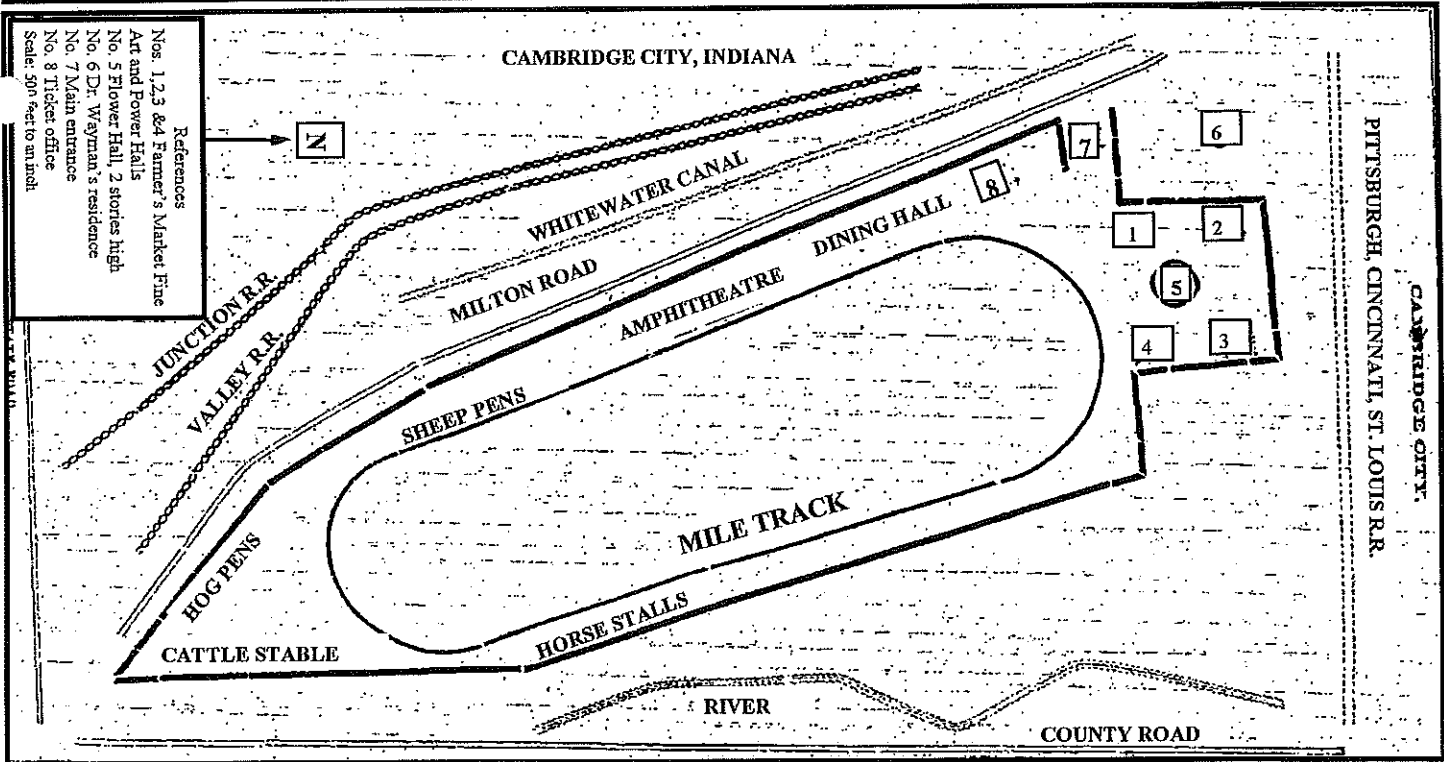 References
Nos. 1,2,3 &4 Farmer's Market Fine
Art and Power Halls
No. 5 Flower Hall, 2 stories high
No. 6 Dr. Wayman's residence
No. 7 Main entrance
No. 8 Ticket office
Scale: 500 feet to an inch
N
CAMBRIDGE CITY, INDIANA
JUNCTION R.R.
VALLEY R.R.
WHITEWATER CANAL
MILTON ROAD
DINING HALL
AMPHITHEATRE
SHEEP PENS
HOG PENS
CATTLE STABLE
HORSE STALLS
MILE TRACK
RIVER
COUNTY ROAD
7
8
6
1
2
5
4
3
PITTSBURGH, CINCINNATI, ST. LOUIS R.R.
CAMBRIDGE CITY.
ROAD